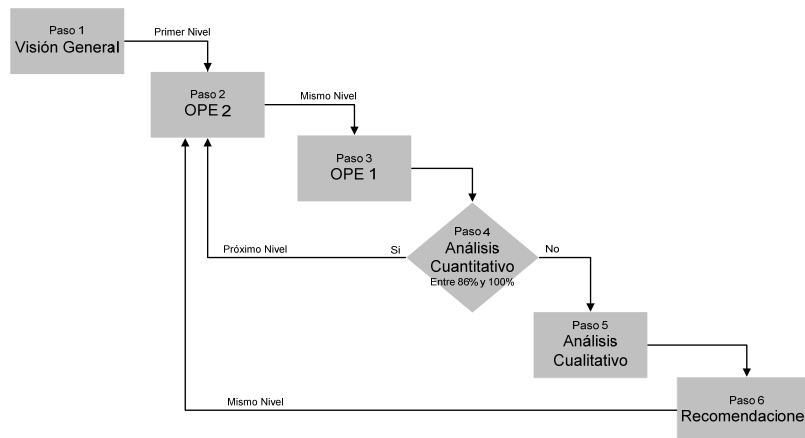 Paso 1
Visión General
Primer Nivel
Paso 2
OPE 2
Mismo Nivel
Paso 3
OPE 1
Paso 4
Análisis
Cuantitativo
Entre 86% y 100%
Si
No
Próximo Nivel
Paso 5
Análisis
Cualitativo
Paso 6
Recomendacione
Mismo Nivel